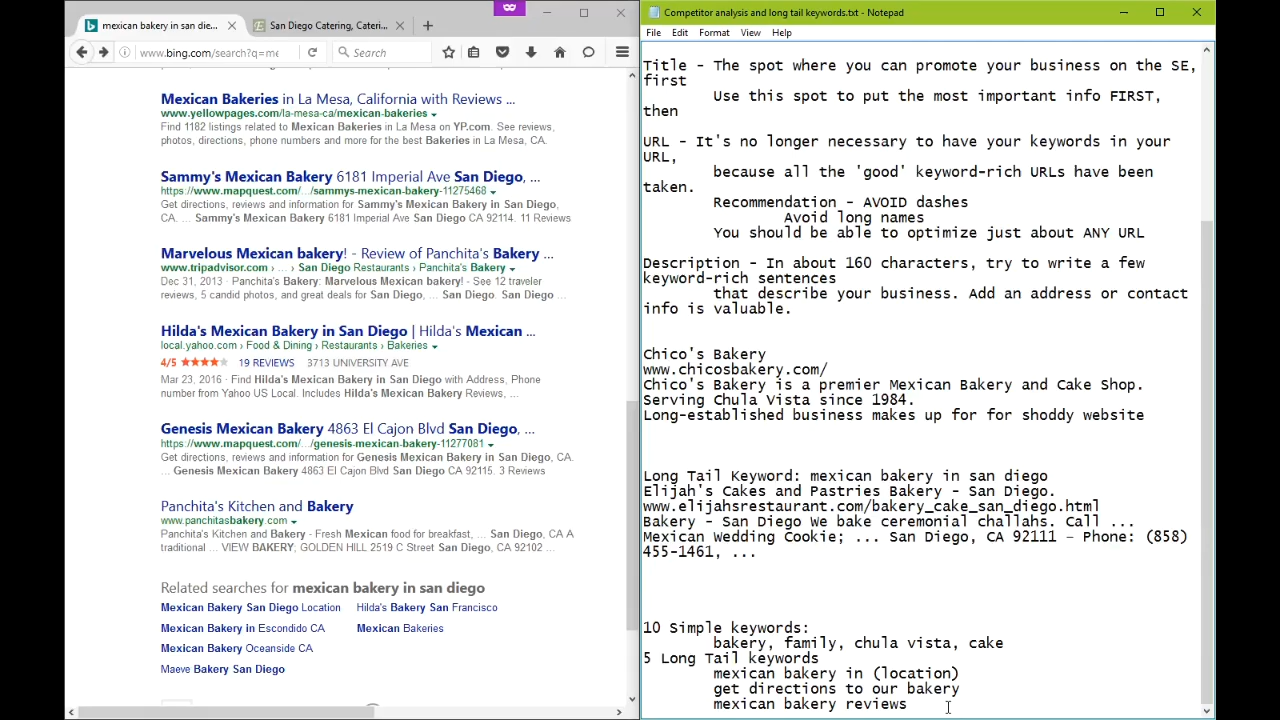 mexican bakery in san die...
San Diego Catering, Cateri...
www.bing.com/search?q=me
Search
Mexican Bakeries in La Mesa, California with Reviews ...
www.yellowpages.com/la-mesa-ca/mexican-bakeries
Find 1182 listings related to Mexican Bakeries in La Mesa on YP.com. See reviews,
photos, directions, phone numbers and more for the best Bakeries in La Mesa, CA.
Sammy's Mexican Bakery 6181 Imperial Ave San Diego, ...
https://www.mapquest.com/.../sammys-mexican-bakery-11275468
Get directions, reviews and information for Sammy's Mexican Bakery in San Diego,
CA. ... Sammy's Mexican Bakery 6181 Imperial Ave San Diego CA 92114. 11 Reviews
Marvelous Mexican bakery! - Review of Panchita's Bakery ...
www.tripadvisor.com › ... › San Diego Restaurants › Panchita's Bakery
Dec 31, 2013 · Panchita's Bakery: Marvelous Mexican bakery! - See 12 traveler
reviews, 5 candid photos, and great deals for San Diego, ... San Diego. San Diego ...
Hilda's Mexican Bakery in San Diego | Hilda's Mexican ...
local.yahoo.com › Food & Dining › Restaurants › Bakeries
4/5 19 REVIEWS 3713 UNIVERSITY AVE
Mar 23, 2016 · Find Hilda's Mexican Bakery in San Diego with Address, Phone
number from Yahoo US Local. Includes Hilda's Mexican Bakery Reviews, ...
Genesis Mexican Bakery 4863 El Cajon Blvd San Diego, ...
https://www.mapquest.com/.../genesis-mexican-bakery-11277081
Get directions, reviews and information for Genesis Mexican Bakery in San Diego, CA.
... Genesis Mexican Bakery 4863 El Cajon Blvd San Diego CA 92115. 3 Reviews
Panchita's Kitchen and Bakery
www.panchitasbakery.com
Panchita's Kitchen and Bakery - Fresh Mexican food for breakfast, ... San Diego, CA A
traditional ... VIEW BAKERY; GOLDEN HILL 2519 C Street San Diego, CA 92102 ...
Related searches for mexican bakery in san diego
Mexican Bakery San Diego Location
Hilda's Bakery San Francisco
Mexican Bakery in Escondido CA
Mexican Bakeries
Mexican Bakery Oceanside CA
Maeve Bakery San Diego
Competitor analysis and long tail keywords.txt - Notepad
File Edit Format View Help
Title - The spot where you can promote your business on the SE,
first
Use this spot to put the most important info FIRST,
then
URL - It's no longer necessary to have your keywords in your
URL,
because all the 'good' keyword-rich URLs have been
taken.
Recommendation - AVOID dashes
Avoid long names
You should be able to optimize just about ANY URL
Description - In about 160 characters, try to write a few
keyword-rich sentences
that describe your business. Add an address or contact
info is valuable.
Chico's Bakery
www.chicosbakery.com/
Chico's Bakery is a premier Mexican Bakery and Cake Shop.
Serving Chula Vista since 1984.
Long-established business makes up for for shoddy website
Long Tail Keyword: mexican bakery in san diego
Elijah's Cakes and Pastries Bakery - San Diego.
www.elijahsrestaurant.com/bakery_cake_san_diego.html
Bakery - San Diego We bake ceremonial challahs. Call ...
Mexican Wedding Cookie; ... San Diego, CA 92111 – Phone: (858)
455-1461, ...
10 Simple keywords:
bakery, family, chula vista, cake
5 Long Tail keywords
mexican bakery in (location)
get directions to our bakery
mexican bakery reviews